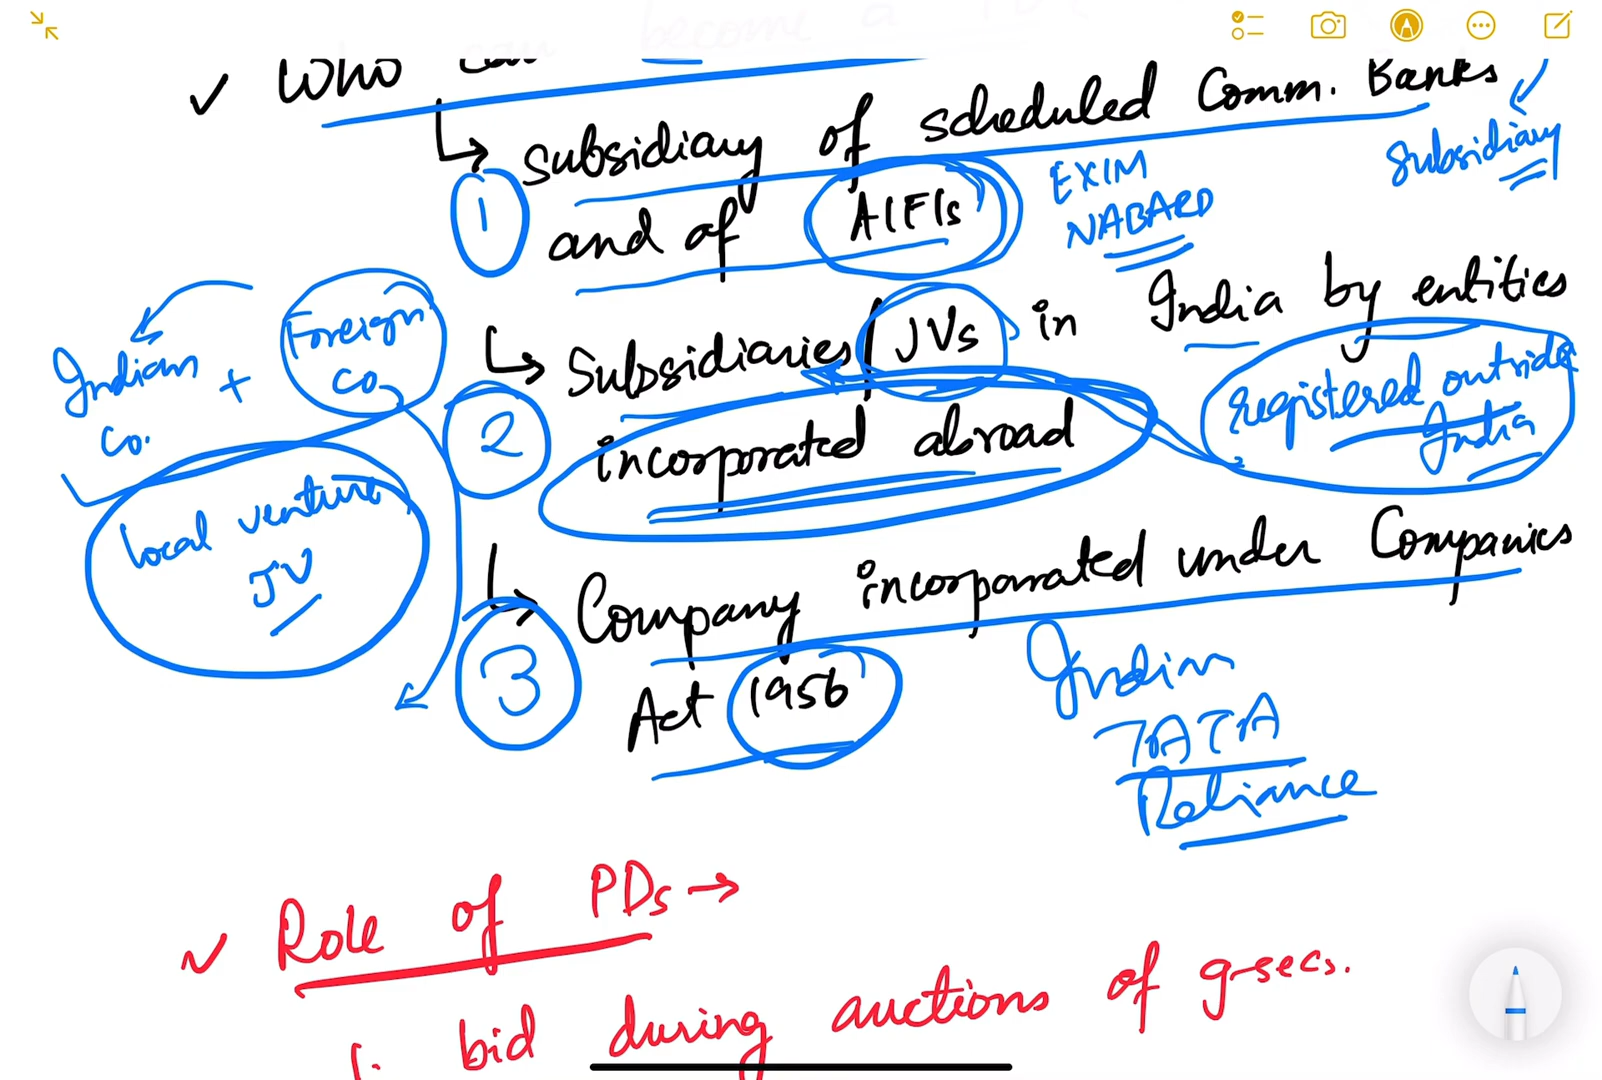 become a
✓ Who can
↳ subsidiary of scheduled Comm. Banks
subsidiary
1
and of AIFIs
EXIM
NABARD
↳ Subsidiaries / JVs in India by entities
2
incorporated abroad
registered outside
India
Foreign
co.
Indian +
co.
local venture
JV
↳ Company incorporated under Companies
3
Act 1956
Indian
TATA
Reliance
✓ Role of PDs →
bid during auctions of g-secs.